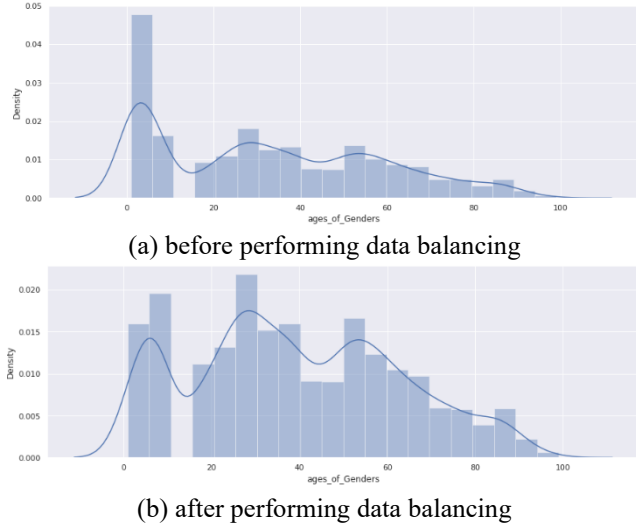 0.05
0.04
0.03
0.02
0.01
0.00
Density
0 20 40 60 80 100
ages_of_Genders
(a) before performing data balancing
0.020
0.015
0.010
0.005
0.000
Density
0 20 40 60 80 100
ages_of_Genders
(b) after performing data balancing